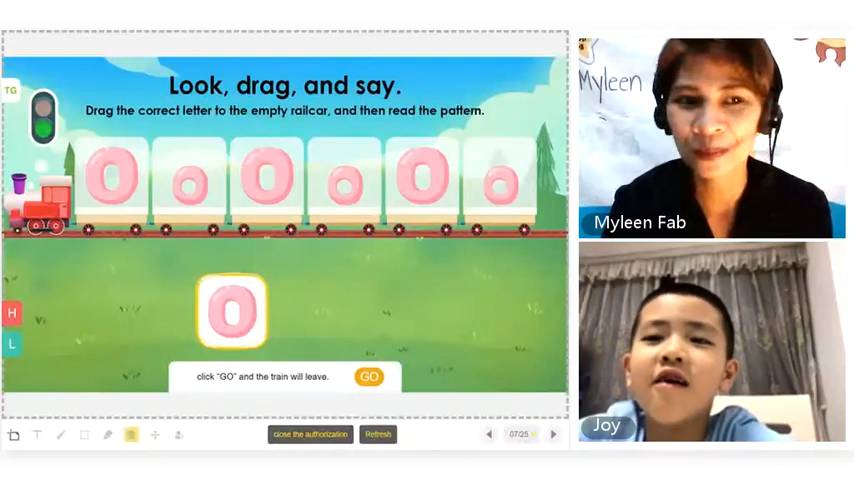 Look, drag, and say.
Drag the correct letter to the empty railcar, and then read the pattern.
TG
O o O o O o
O
H
L
click "GO" and the train will leave. GO
close the authorization Refresh
07/25
T
Myleen
Myleen Fab
Joy